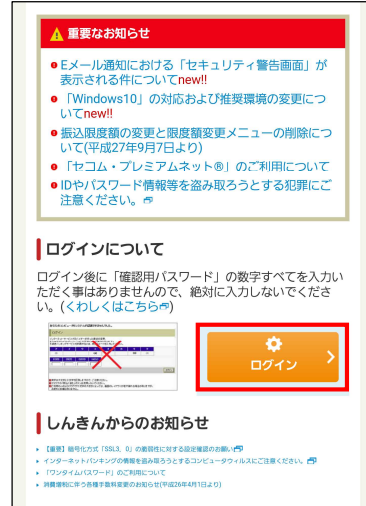 重要なお知らせ
Eメール通知における「セキュリティ警告画面」が
表示される件についてnew!!
「Windows10」の対応および推奨環境の変更につ
いてnew!!
振込限度額の変更と限度額変更メニューの削除につ
いて(平成27年9月7日より)
「セコム・プレミアムネット®」のご利用について
IDやパスワード情報等を盗み取ろうとする犯罪にご
注意ください。
ログインについて
ログイン後に「確認用パスワード」の数字すべてを入力い
ただく事はありませんので、絶対に入力しないでくださ
い。(くわしくはこちら)
ログイン
しんきんからのお知らせ
【重要】暗号化方式「SSL3．0」の脆弱性に対する設定確認のお願い
インターネットバンキングの情報を盗み取ろうとするコンピュータウィルスにご注意ください。
「ワンタイムパスワード」のご利用について
消費増税に伴う各種手数料変更のお知らせ(平成26年4月1日より)